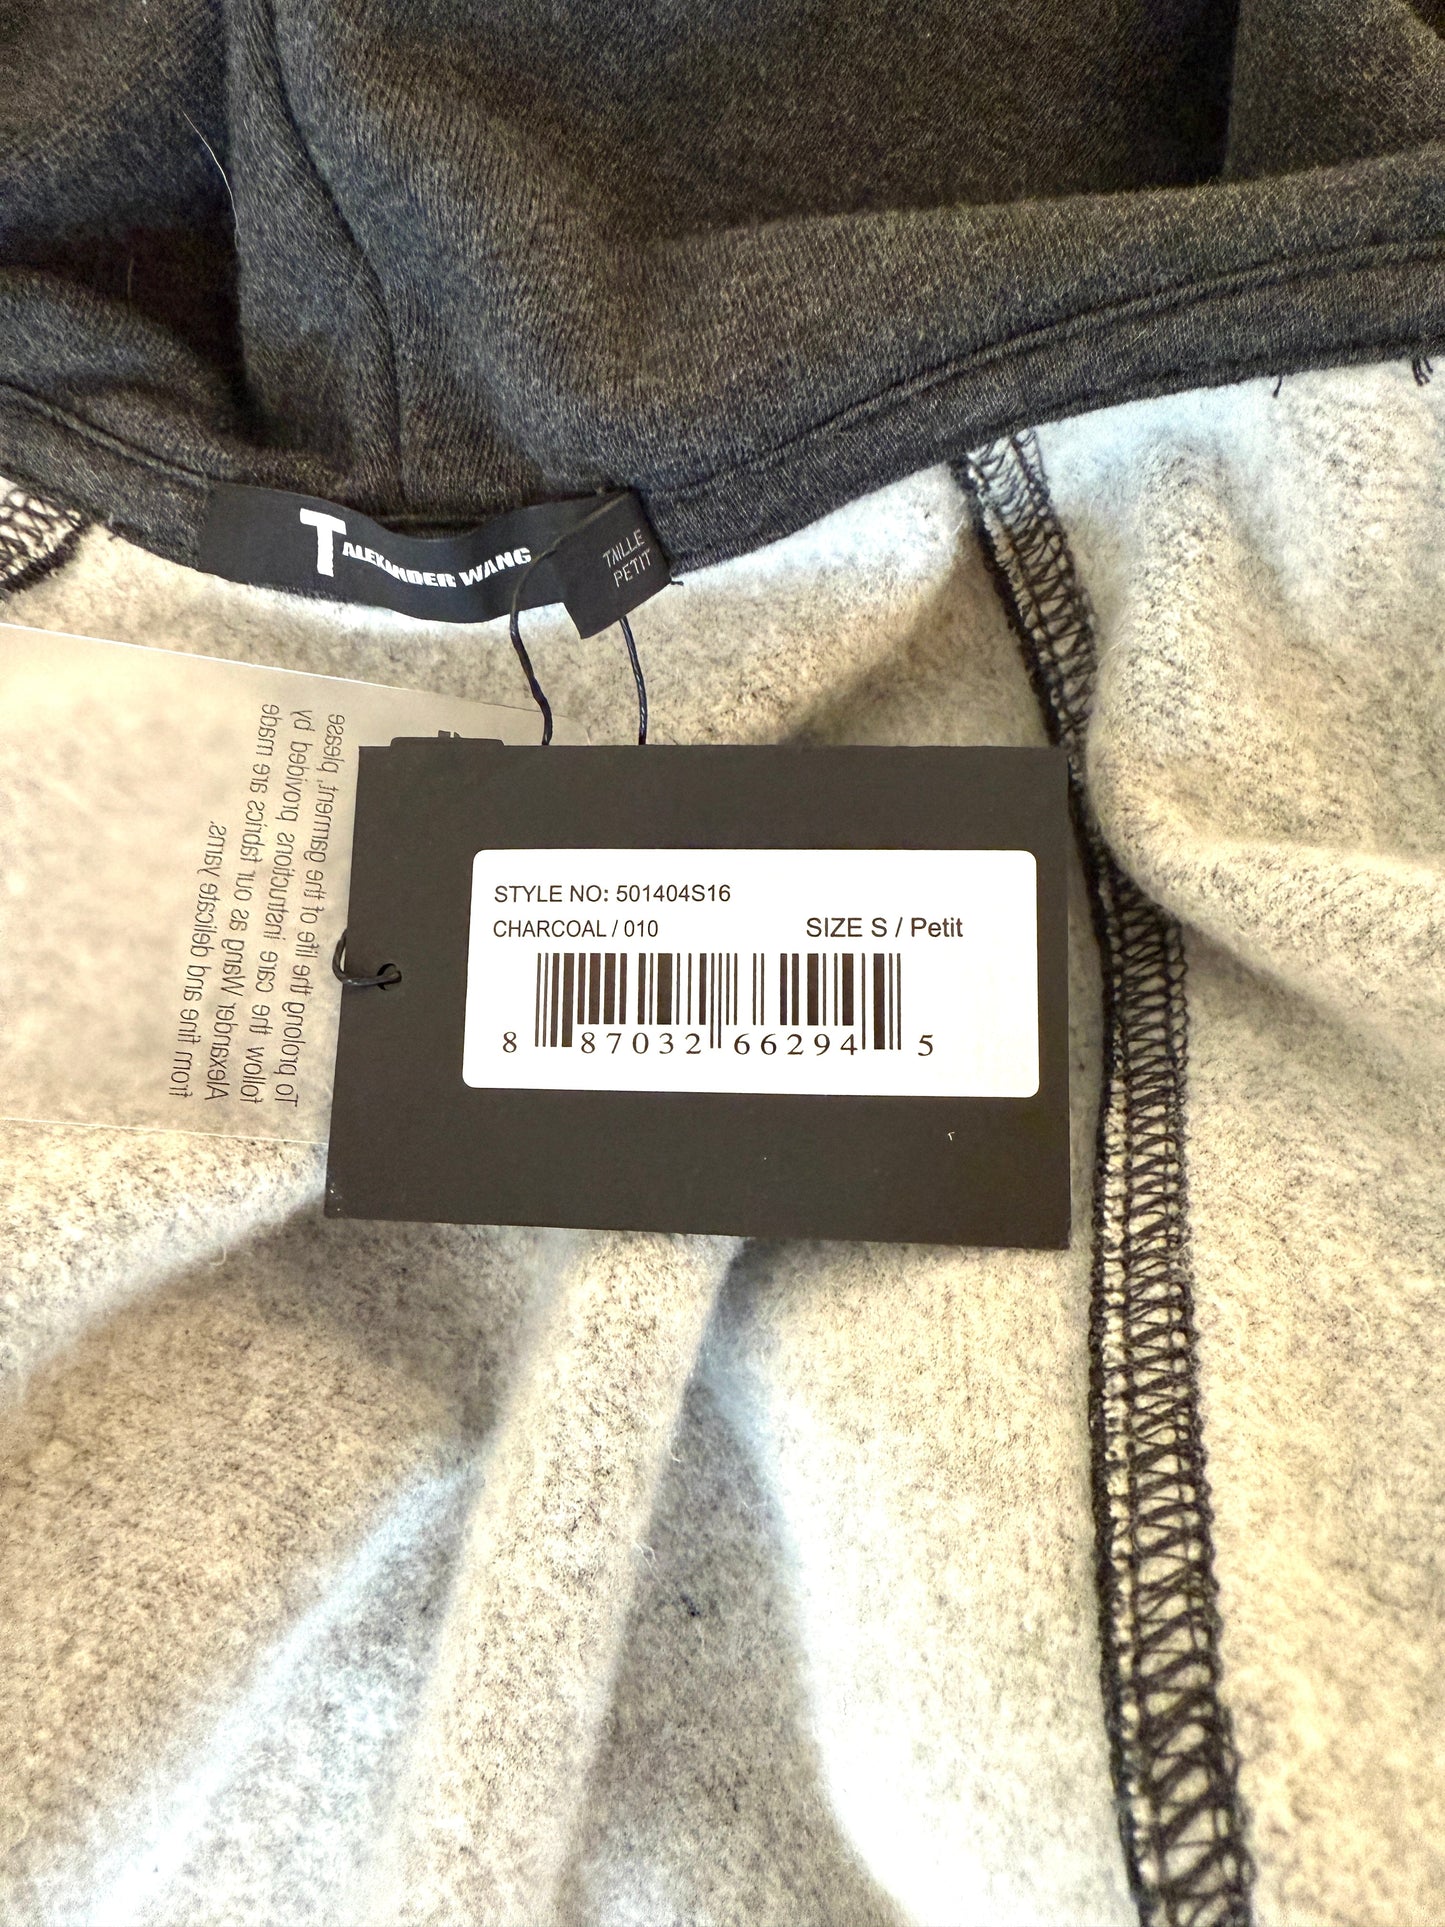 T ALEXANDER WANG
TAILLE
PETIT
To prolong the life of the garment, please
follow the care instructions provided by
Alexander Wang as our fabrics are made
from fine and delicate yarns.
STYLE NO: 501404S16
CHARCOAL / 010 SIZE S / Petit
8 87032 66294 5